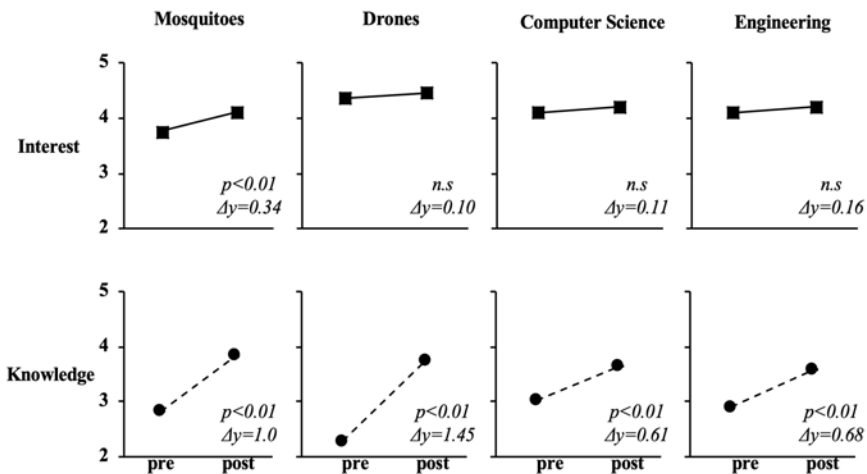 Mosquitoes Drones Computer Science Engineering
5
4
Interest
3
p<0.01 n.s n.s n.s
Δy=0.34 Δy=0.10 Δy=0.11 Δy=0.16
2
5
4
Knowledge
3
p<0.01 p<0.01 p<0.01 p<0.01
Δy=1.0 Δy=1.45 Δy=0.61 Δy=0.68
2
pre post pre post pre post pre post